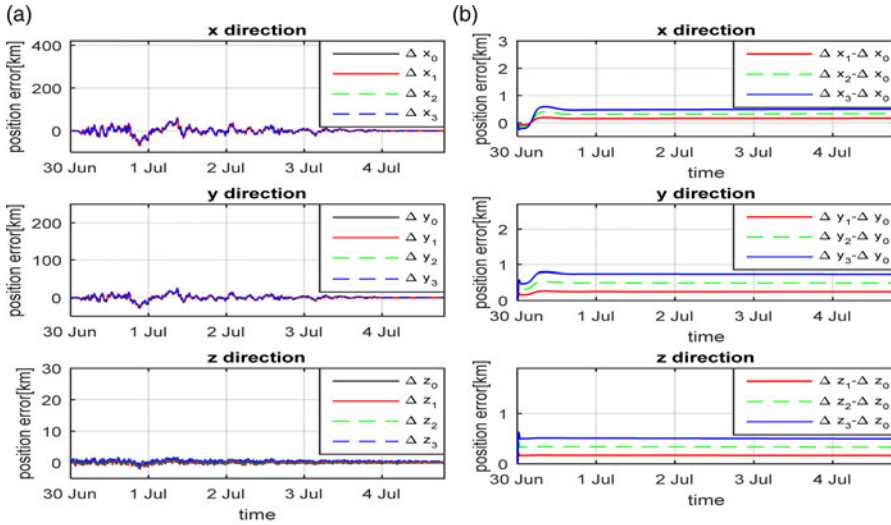 (a)
x direction
position error[km]
400
200
0
Δ x0
Δ x1
Δ x2
Δ x3
30 Jun 1 Jul 2 Jul 3 Jul 4 Jul
y direction
position error[km]
200
100
0
Δ y0
Δ y1
Δ y2
Δ y3
30 Jun 1 Jul 2 Jul 3 Jul 4 Jul
z direction
position error[km]
30
20
10
0
Δ z0
Δ z1
Δ z2
Δ z3
30 Jun 1 Jul 2 Jul 3 Jul 4 Jul
time
(b)
x direction
position error[km]
3
2
1
0
Δ x1-Δ x0
Δ x2-Δ x0
Δ x3-Δ x0
30 Jun 1 Jul 2 Jul 3 Jul 4 Jul
time
y direction
position error[km]
2
1
0
Δ y1-Δ y0
Δ y2-Δ y0
Δ y3-Δ y0
30 Jun 1 Jul 2 Jul 3 Jul 4 Jul
time
z direction
position error[km]
1
0
Δ z1-Δ z0
Δ z2-Δ z0
Δ z3-Δ z0
30 Jun 1 Jul 2 Jul 3 Jul 4 Jul
time